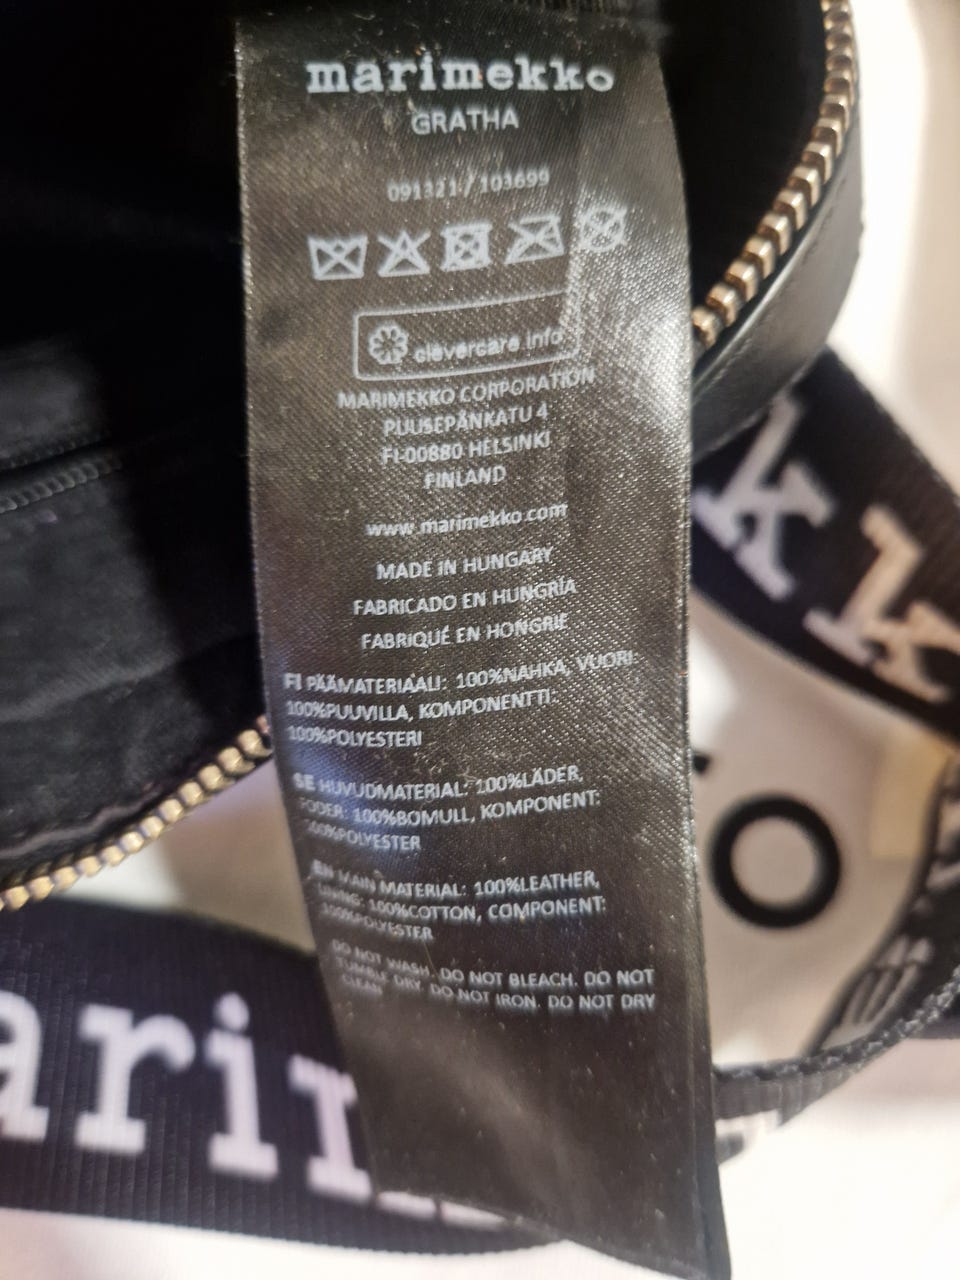 marimekko
GRATHA
091321/103699
clevercare.info
MARIMEKKO CORPORATION
PUUSEPÄNKATU 4
FI-00880 HELSINKI
FINLAND
www.marimekko.com
MADE IN HUNGARY
FABRICADO EN HUNGRÍA
FABRIQUÉ EN HONGRIE
FI PÄÄMATERIAALI: 100%NAHKA, VUORI:
100%PUUVILLA, KOMPONENTTI:
100%POLYESTERI
SE HUVUDMATERIAL: 100%LÄDER,
FODER: 100%BOMULL, KOMPONENT:
100%POLYESTER
EN MAIN MATERIAL: 100%LEATHER,
LINING: 100%COTTON, COMPONENT:
100%POLYESTER
DO NOT WASH. DO NOT BLEACH. DO NOT
TUMBLE DRY. DO NOT IRON. DO NOT DRY
CLEAN
kk
o
arim